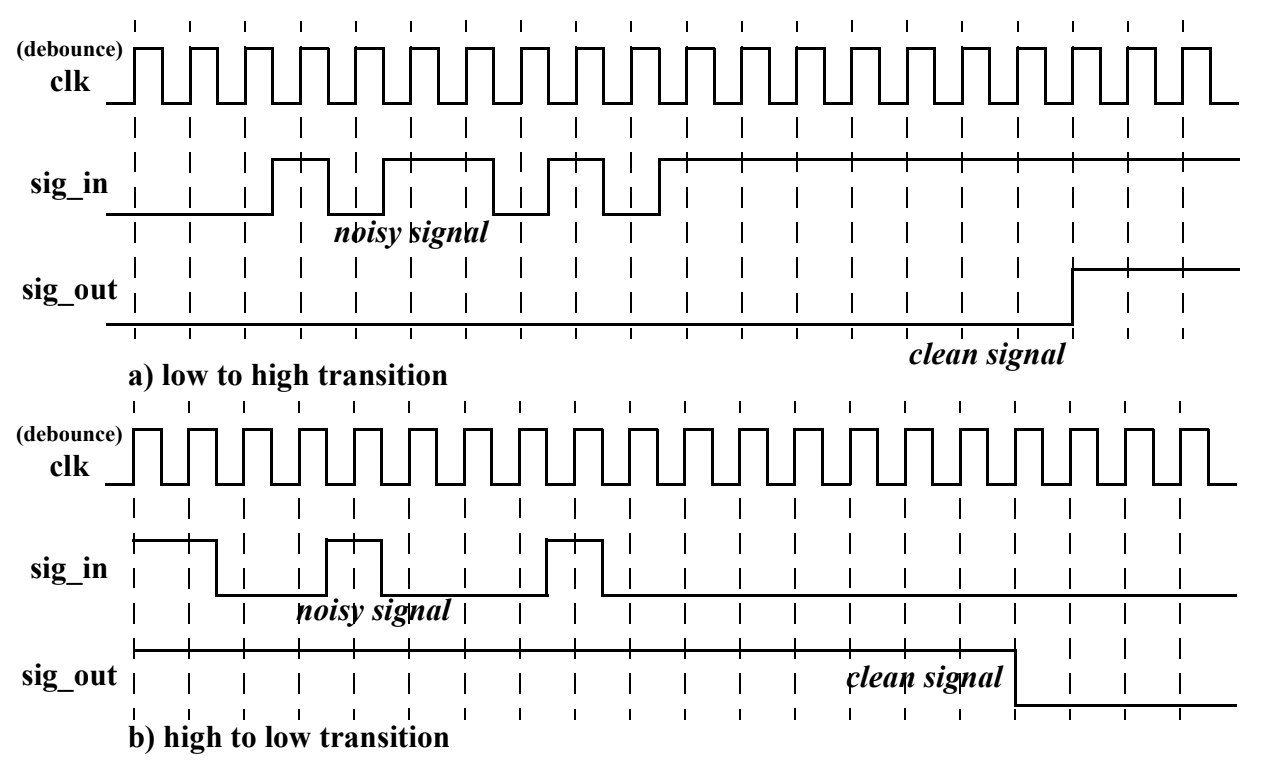 (debounce)
clk
sig_in
noisy signal
sig_out
clean signal
a) low to high transition
(debounce)
clk
sig_in
noisy signal
sig_out
clean signal
b) high to low transition